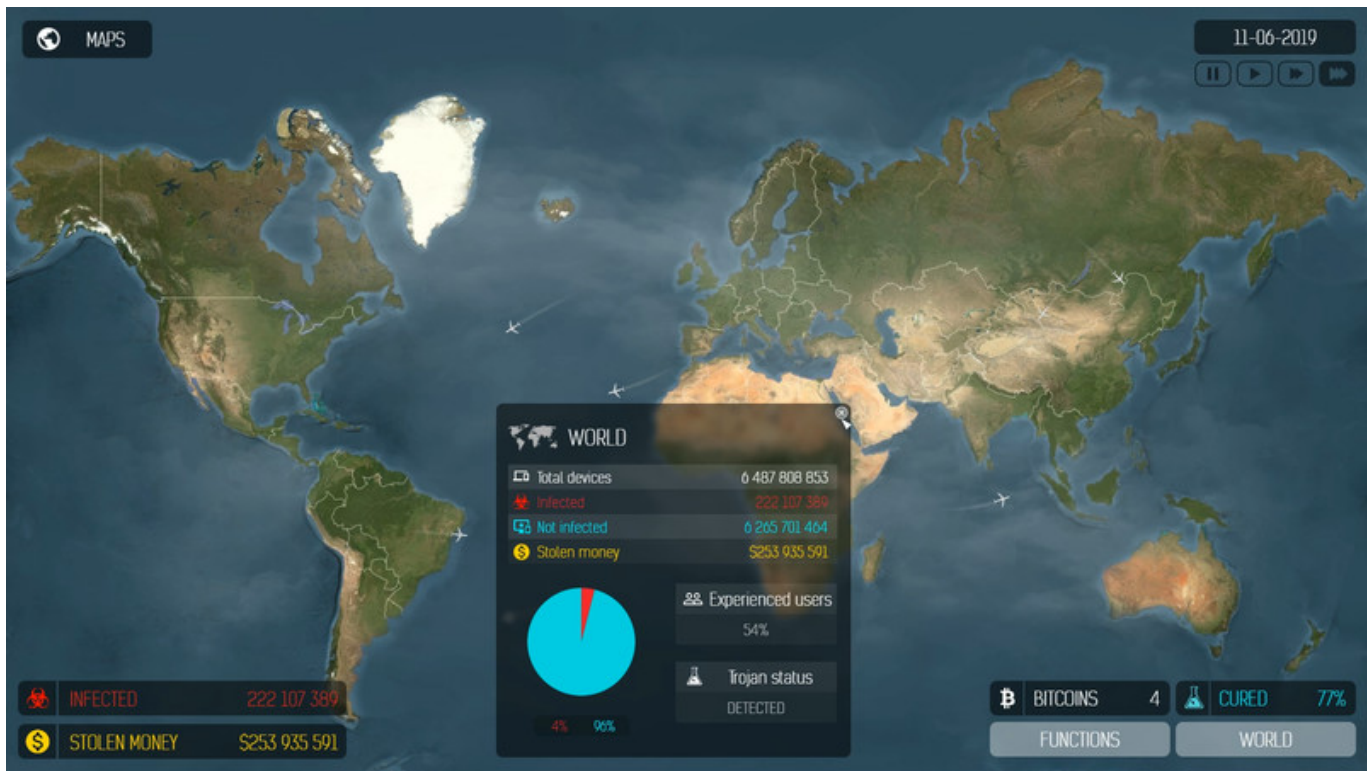 MAPS
11-06-2019
WORLD
Total devices 6 487 808 853
Infected 222 107 389
Not infected 6 265 701 464
Stolen money $253 935 591
Experienced users
54%
Trojan status
DETECTED
4% 96%
INFECTED 222 107 389
STOLEN MONEY $253 935 591
BITCOINS 4
CURED 77%
FUNCTIONS
WORLD